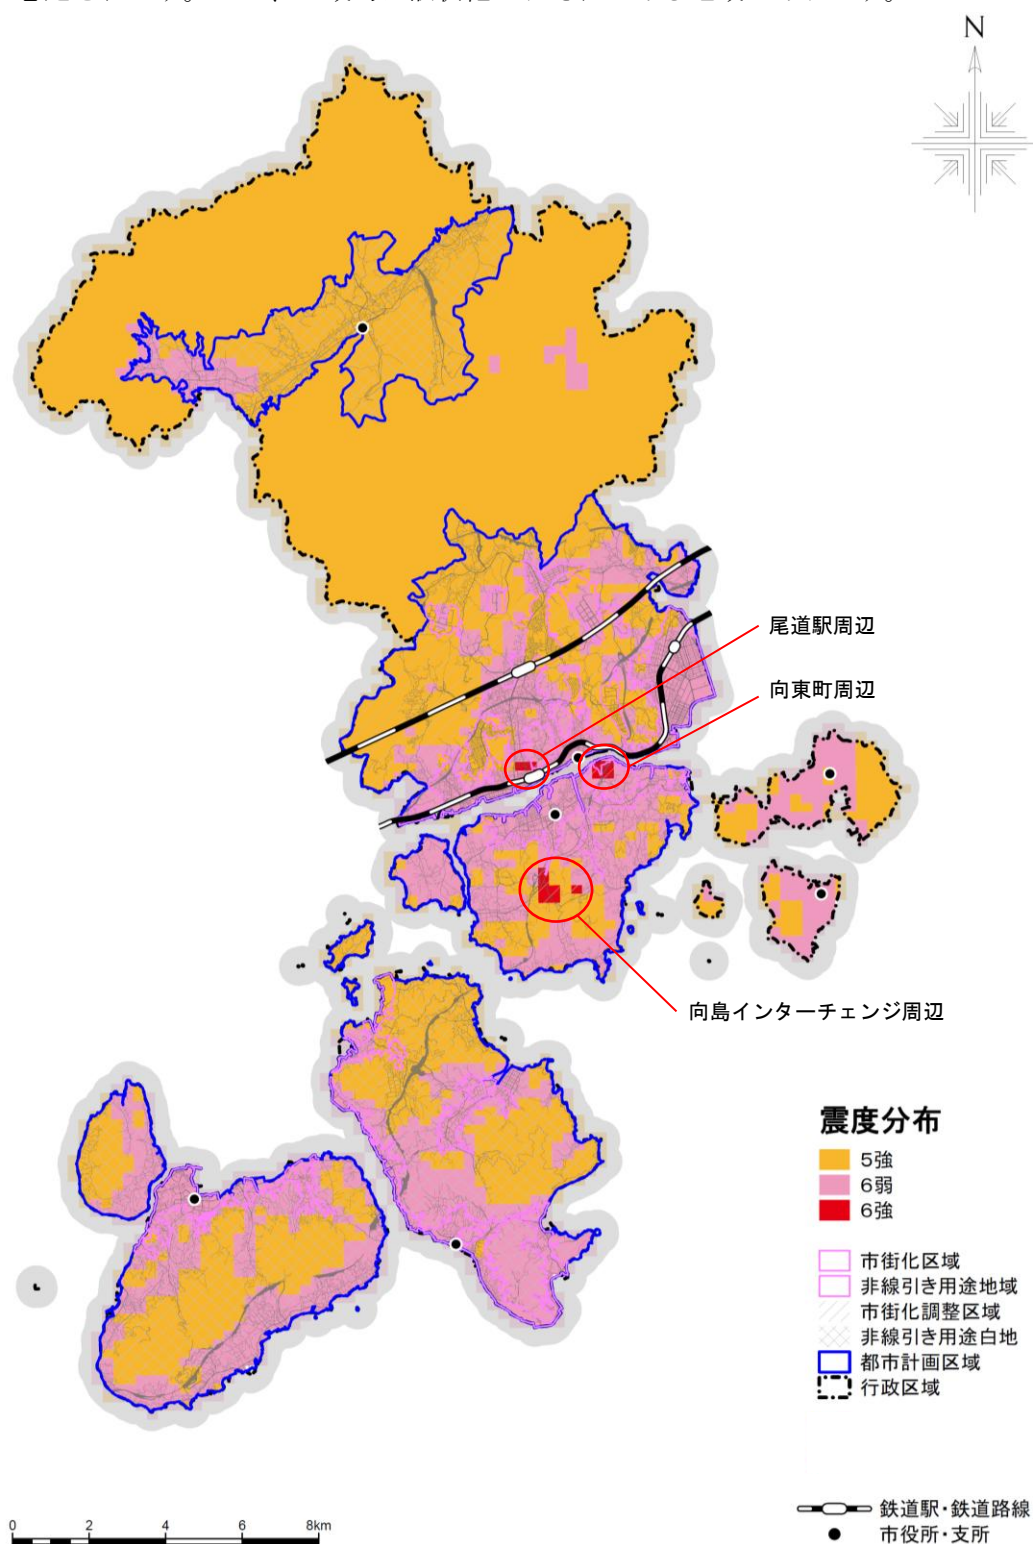 N
尾道駅周辺
向東町周辺
向島インターチェンジ周辺
震度分布
5強
6弱
6強
市街化区域
非線引き用途地域
市街化調整区域
非線引き用途白地
都市計画区域
行政区域
0 2 4 6 8km
鉄道駅・鉄道路線
市役所・支所